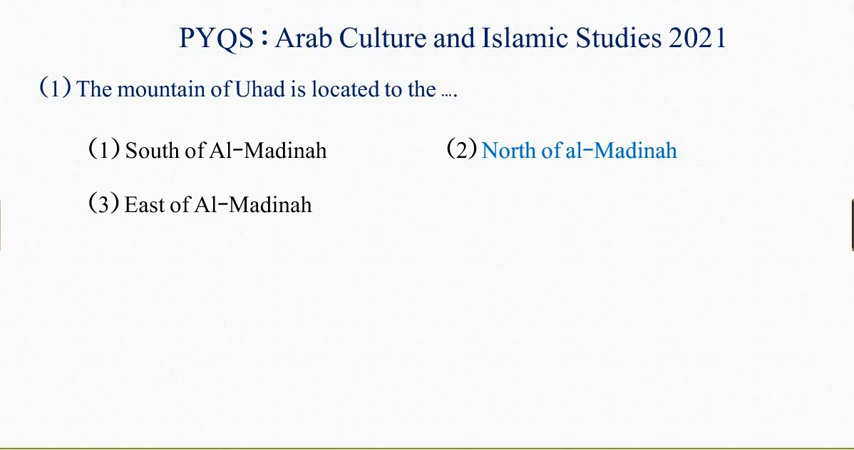 PYQS : Arab Culture and Islamic Studies 2021
(1) The mountain of Uhad is located to the ....
(1) South of Al-Madinah (2) North of al-Madinah
(3) East of Al-Madinah